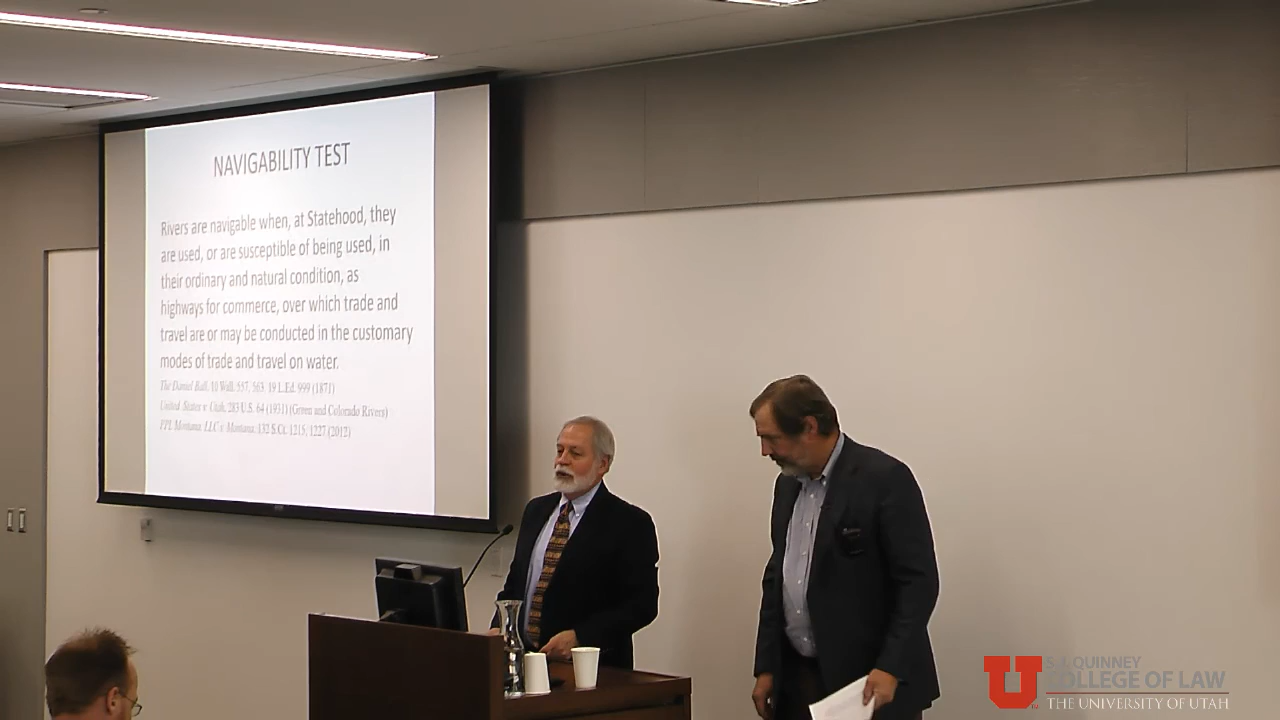 NAVIGABILITY TEST
Rivers are navigable when, at Statehood, they
are used, or are susceptible of being used, in
their ordinary and natural condition, as
highways for commerce, over which trade and
travel are or may be conducted in the customary
modes of trade and travel on water.
The Daniel Ball, 10 Wall. 557, 563, 19 L.Ed. 999 (1871)
United States v. Utah, 283 U.S. 64 (1931) (Green and Colorado Rivers)
PPL Montana, LLC v. Montana, 132 S.Ct. 1215, 1227 (2012)
U
S.J. QUINNEY
COLLEGE OF LAW
THE UNIVERSITY OF UTAH